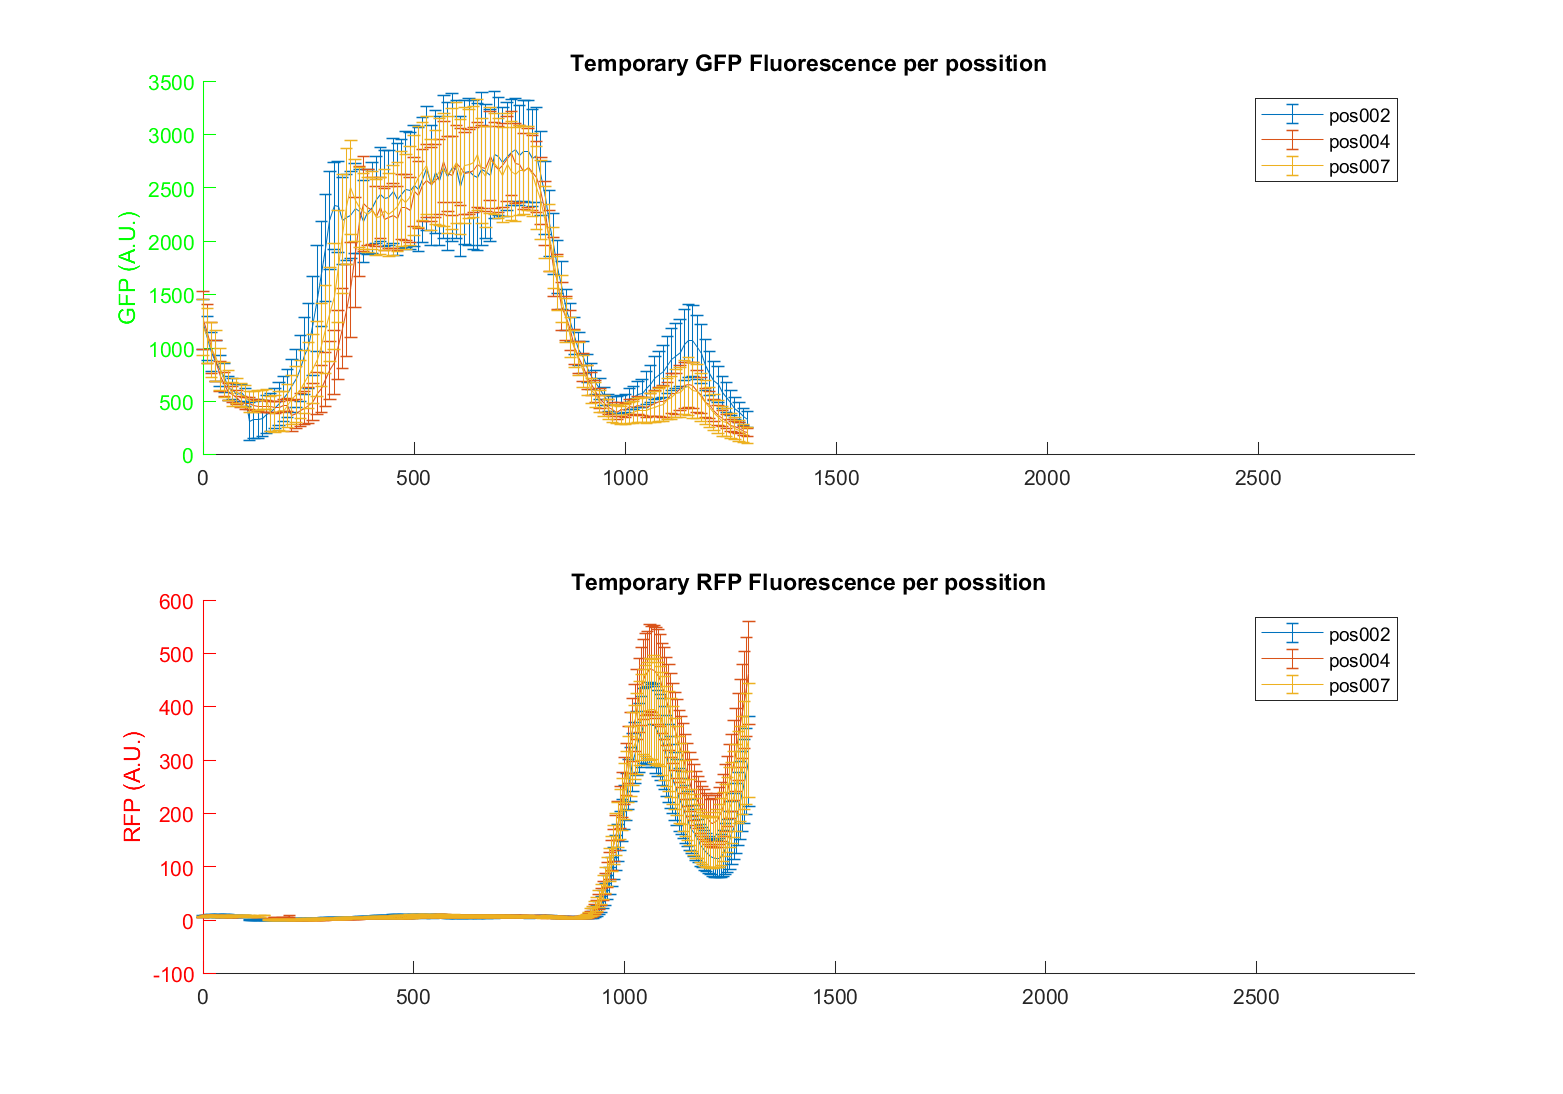 Temporary GFP Fluorescence per possition
GFP (A.U.)
3500
3000
2500
2000
1500
1000
500
0
0 500 1000 1500 2000 2500
pos002
pos004
pos007
Temporary RFP Fluorescence per possition
RFP (A.U.)
600
500
400
300
200
100
0
-100
0 500 1000 1500 2000 2500
pos002
pos004
pos007